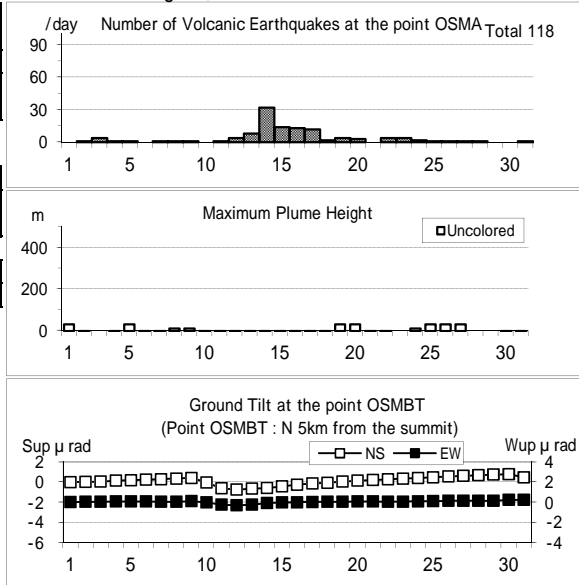 /day Number of Volcanic Earthquakes at the point OSMA Total 118
90
60
30
0
1 5 10 15 20 25 30
m Maximum Plume Height
Uncolored
400
200
0
1 5 10 15 20 25 30
Ground Tilt at the point OSMBT
(Point OSMBT : N 5km from the summit)
Sup µ rad NS EW Wup µ rad
2 4
0 2
-2 0
-4 -2
-6 -4
1 5 10 15 20 25 30